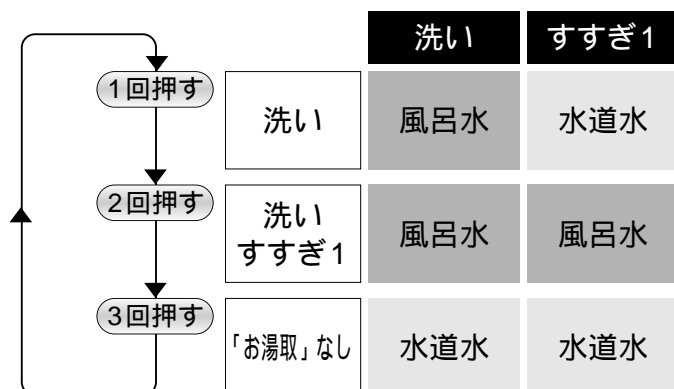 洗い すすぎ1
1回押す 洗い 風呂水 水道水
2回押す 洗い
すすぎ1 風呂水 風呂水
3回押す 「お湯取」なし 水道水 水道水